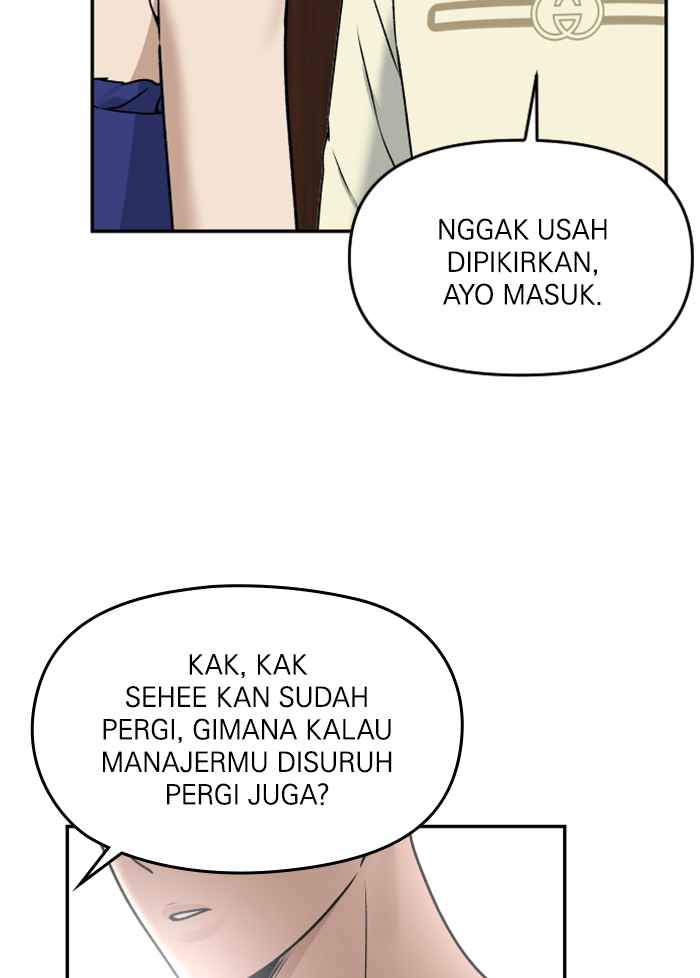 NGGAK USAH
DIPIKIRKAN,
AYO MASUK.
KAK, KAK
SEHEE KAN SUDAH
PERGI, GIMANA KALAU
MANAJERMU DISURUH
PERGI JUGA?